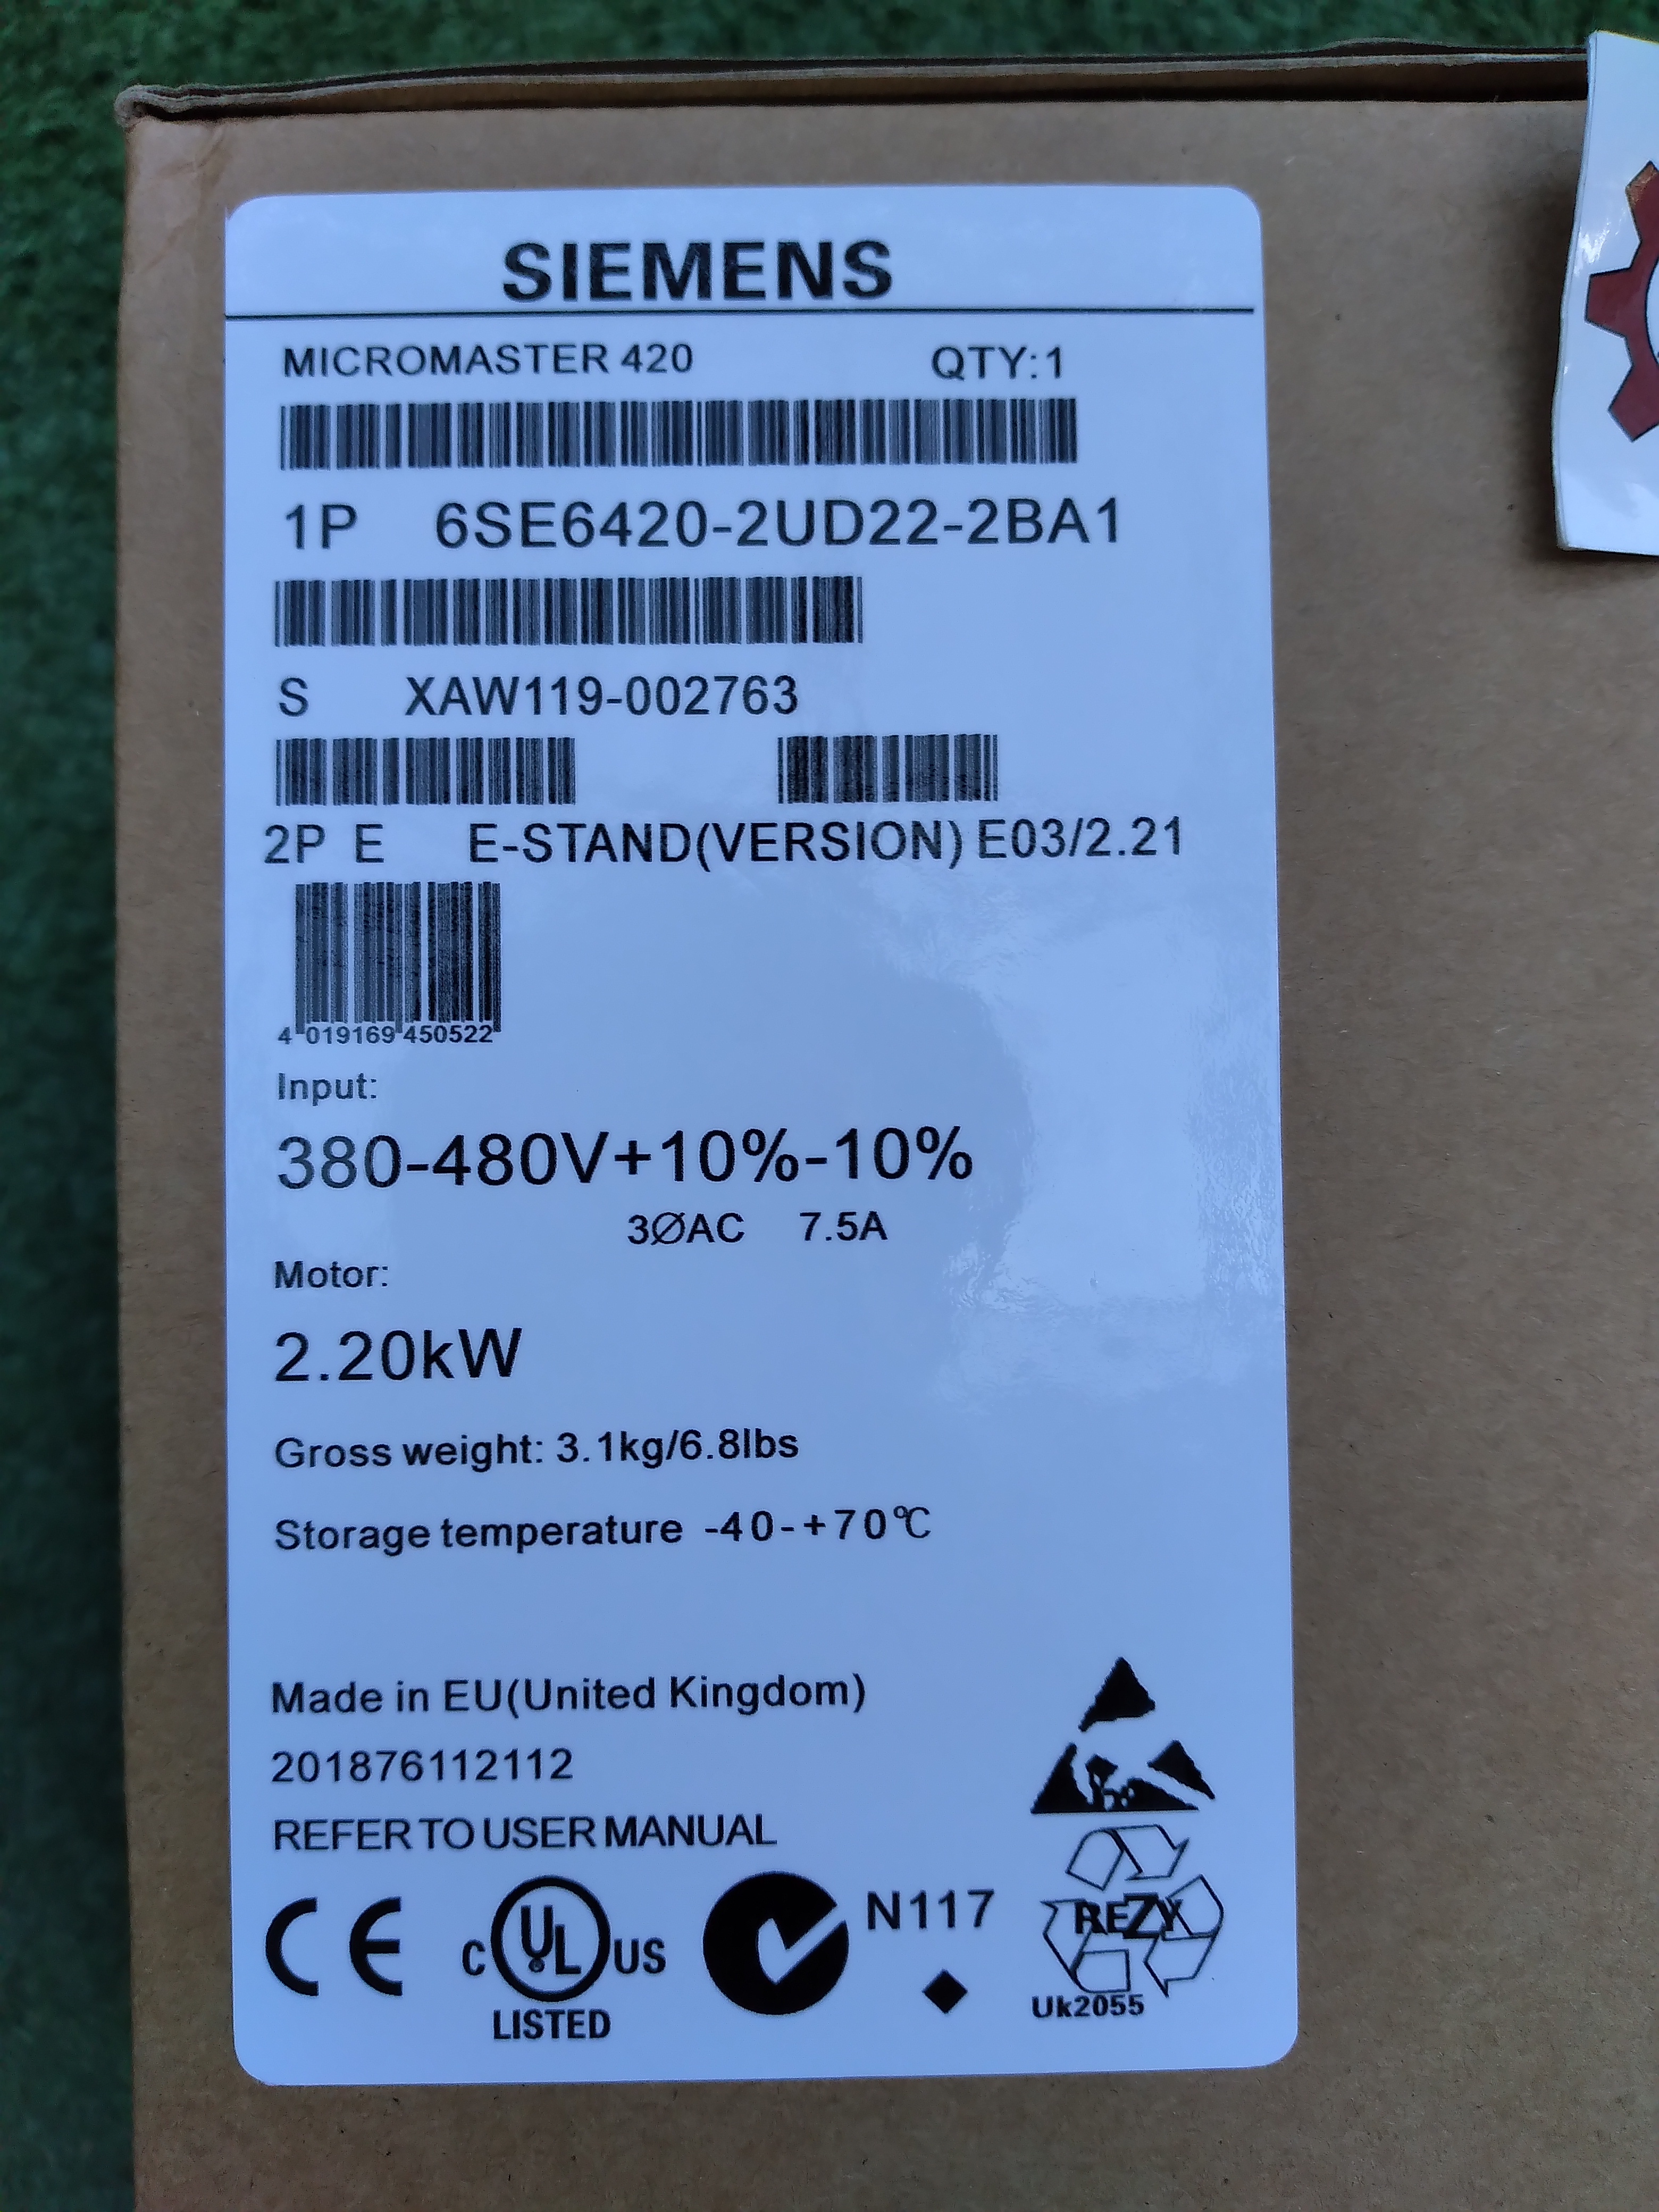 SIEMENS
MICROMASTER 420 QTY:1
1P 6SE6420-2UD22-2BA1
S XAW119-002763
2P E E-STAND(VERSION) E03/2.21
4 019169 450522
Input:
380-480V+10%-10%
3ØAC 7.5A
Motor:
2.20kW
Gross weight: 3.1kg/6.8lbs
Storage temperature -40-+70℃
Made in EU(United Kingdom)
201876112112
REFER TO USER MANUAL
CE C UL US LISTED N117 REZY Uk2055